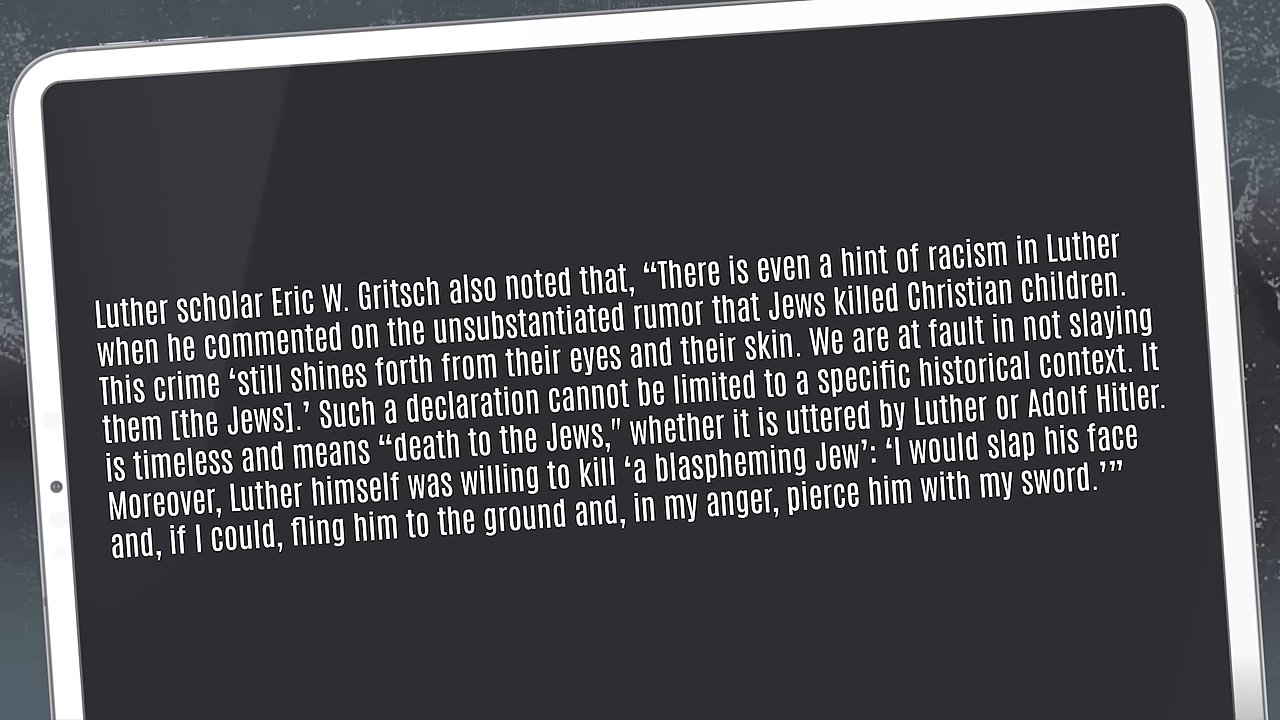 Luther scholar Eric W. Gritsch also noted that, “There is even a hint of racism in Luther
when he commented on the unsubstantiated rumor that Jews killed Christian children.
This crime ‘still shines forth from their eyes and their skin. We are at fault in not slaying
them [the Jews].’ Such a declaration cannot be limited to a specific historical context. It
is timeless and means “death to the Jews," whether it is uttered by Luther or Adolf Hitler.
Moreover, Luther himself was willing to kill ‘a blaspheming Jew’: ‘I would slap his face
and, if I could, fling him to the ground and, in my anger, pierce him with my sword.’”